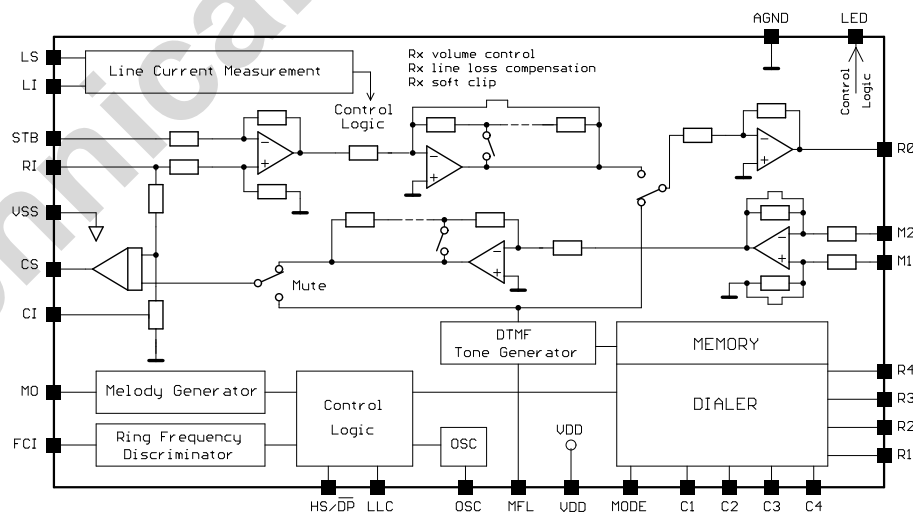 AGND
LED
LS
LI
Line Current Measurement
Rx volume control
Rx line loss compensation
Rx soft clip
Control
Logic
Control
Logic
STB
RI
RO
VSS
M2
M1
CS
Mute
CI
DTMF
Tone Generator
MEMORY
DIALER
MO
Melody Generator
Control
Logic
FCI
Ring Frequency
Discriminator
OSC
VDD
R4
R3
R2
R1
HS/DP
LLC
OSC
MFL
VDD
MODE
C1
C2
C3
C4